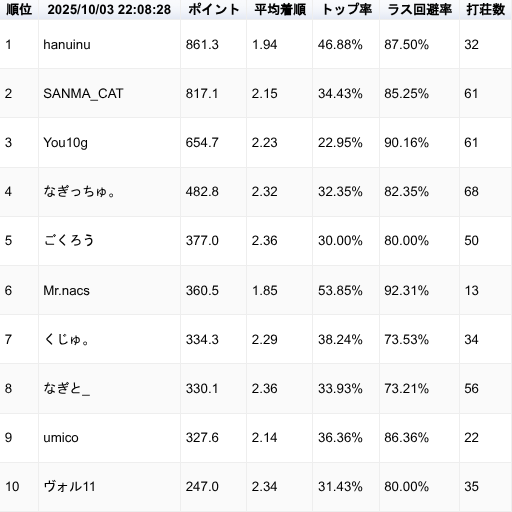 順位 2025/10/03 22:08:28 ポイント 平均着順 トップ率 ラス回避率 打荘数
1 hanuinu 861.3 1.94 46.88% 87.50% 32
2 SANMA_CAT 817.1 2.15 34.43% 85.25% 61
3 You10g 654.7 2.23 22.95% 90.16% 61
4 なぎっちゅ。 482.8 2.32 32.35% 82.35% 68
5 ごくろう 377.0 2.36 30.00% 80.00% 50
6 Mr.nacs 360.5 1.85 53.85% 92.31% 13
7 くじゅ。 334.3 2.29 38.24% 73.53% 34
8 なぎと_ 330.1 2.36 33.93% 73.21% 56
9 umico 327.6 2.14 36.36% 86.36% 22
10 ヴォル11 247.0 2.34 31.43% 80.00% 35